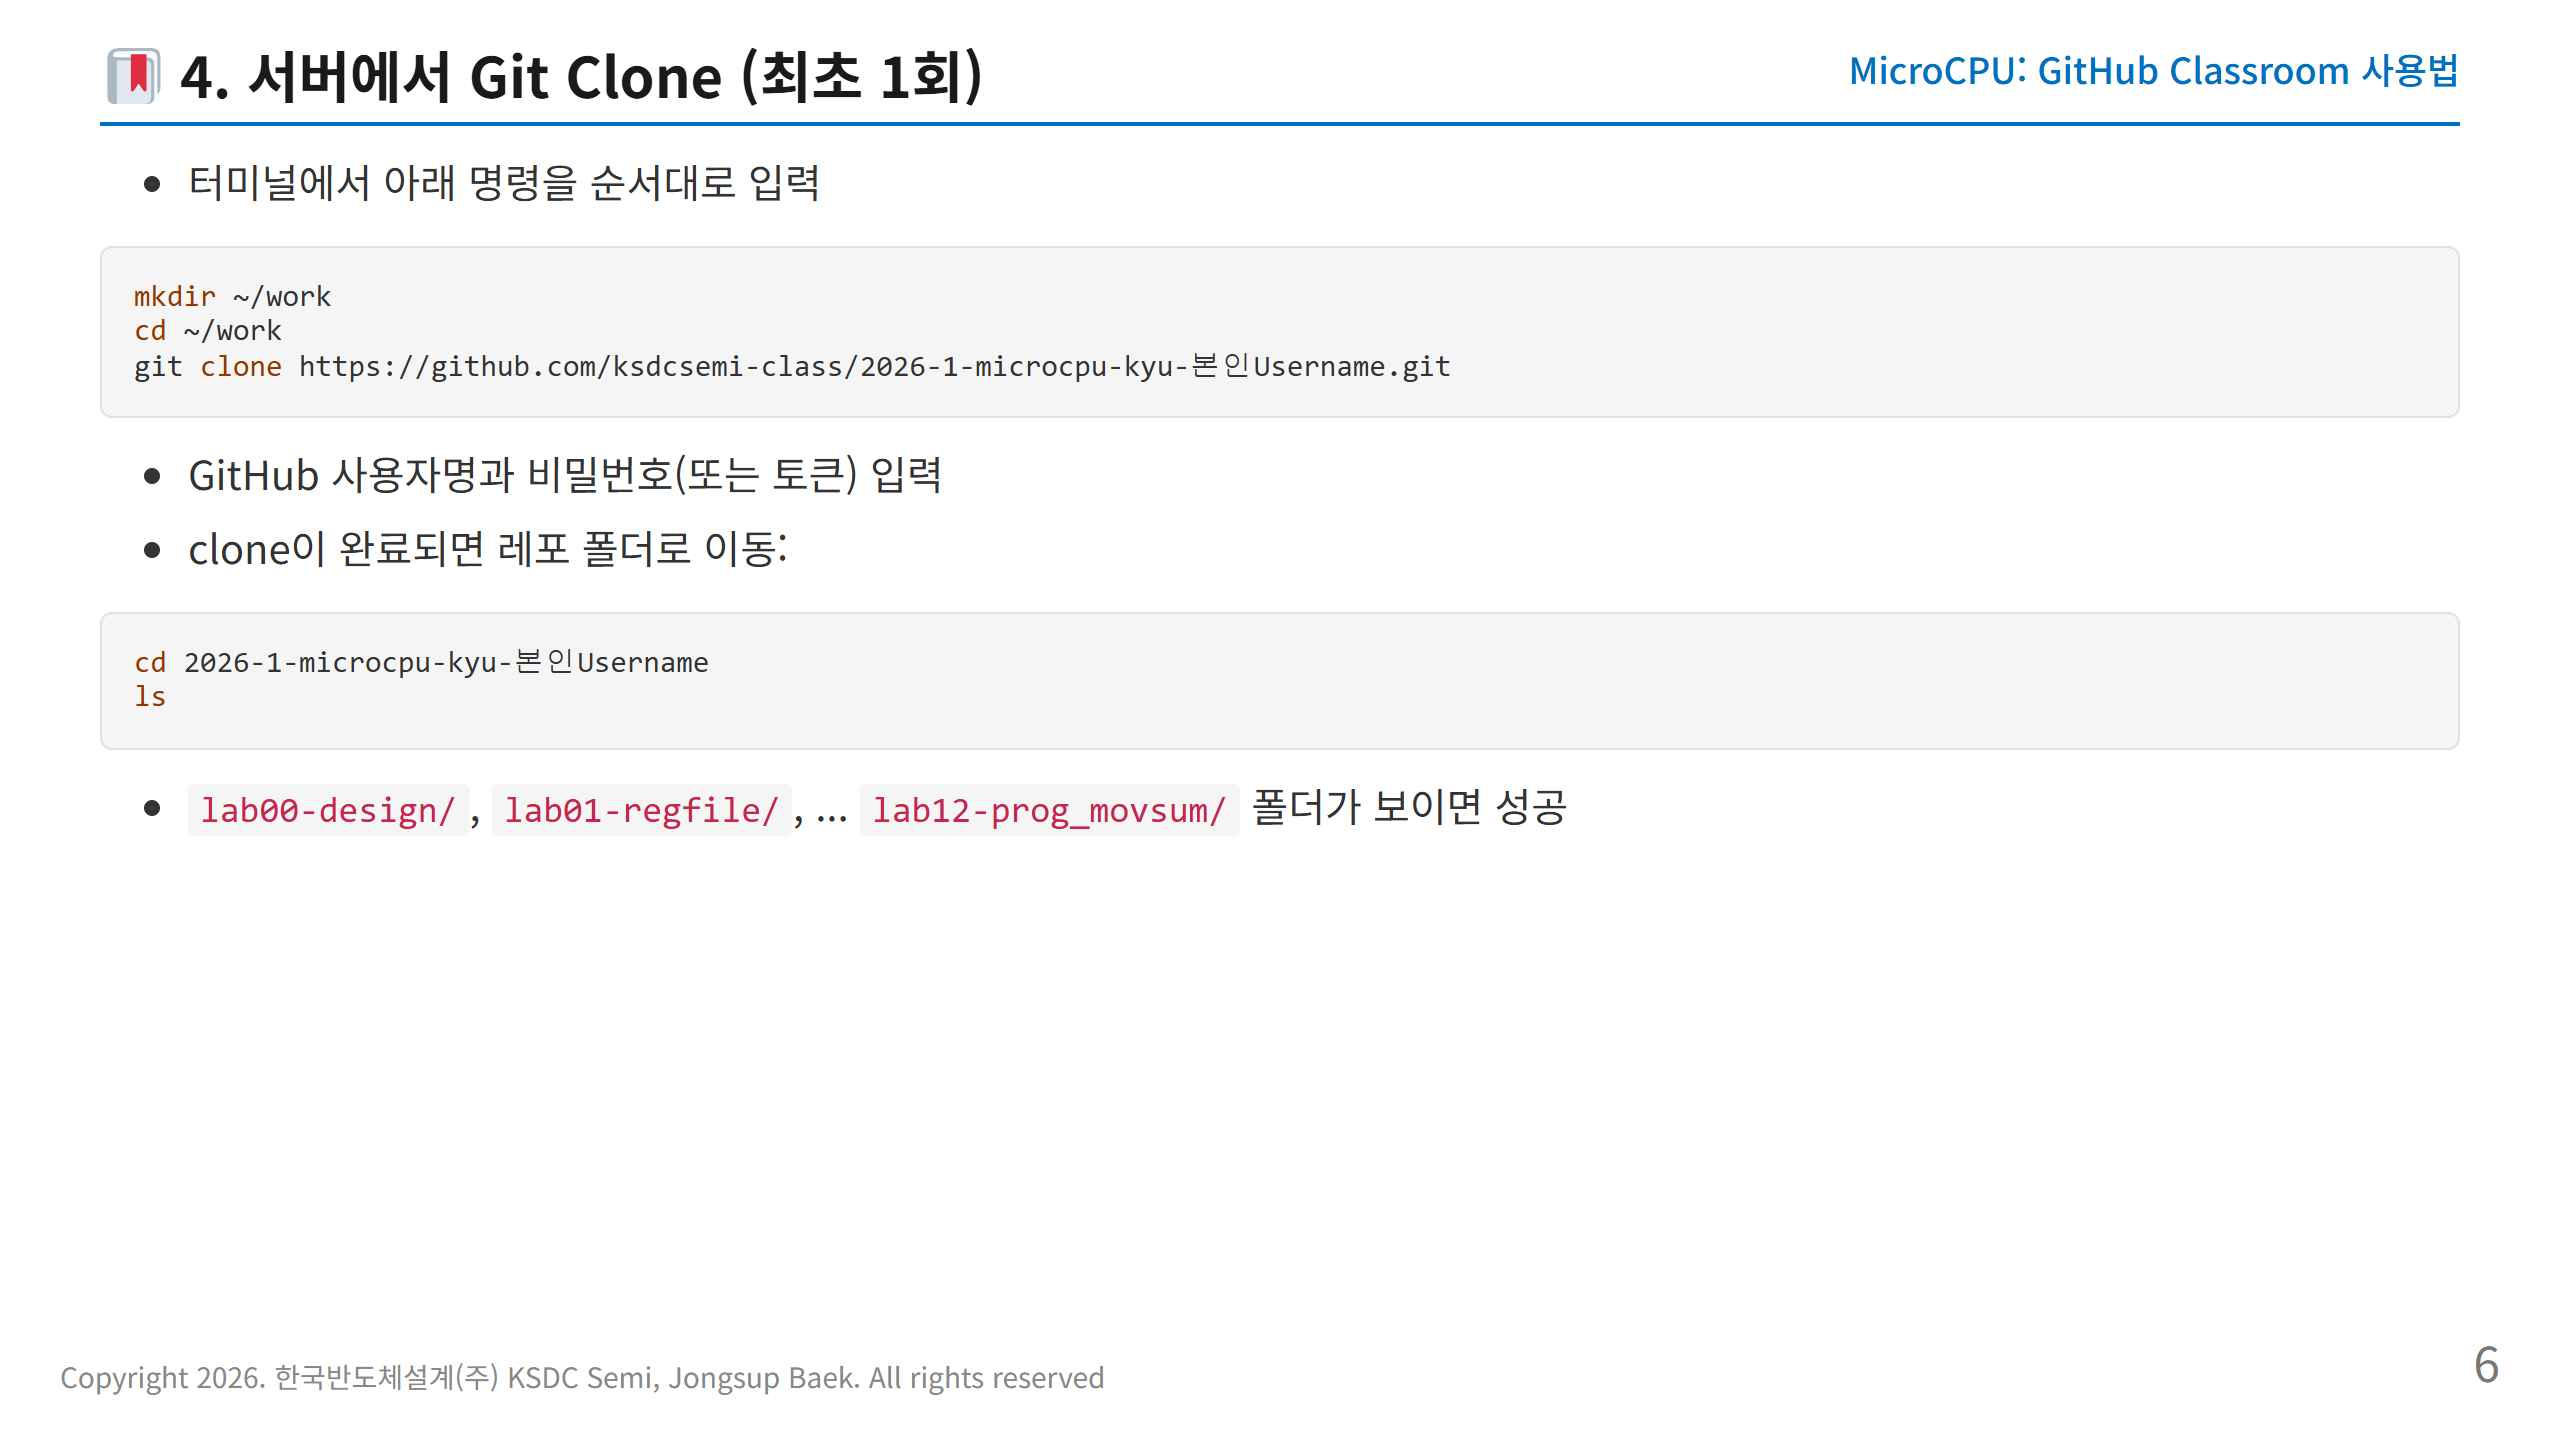 4. 서버에서 Git Clone (최초 1회)
MicroCPU: GitHub Classroom 사용법
터미널에서 아래 명령을 순서대로 입력
mkdir ~/work
cd ~/work
git clone https://github.com/ksdcsemi-class/2026-1-microcpu-kyu-본인Username.git
GitHub 사용자명과 비밀번호(또는 토큰) 입력
clone이 완료되면 레포 폴더로 이동:
cd 2026-1-microcpu-kyu-본인Username
ls
lab00-design/, lab01-regfile/, ... lab12-prog_movsum/ 폴더가 보이면 성공
Copyright 2026. 한국반도체설계(주) KSDC Semi, Jongsup Baek. All rights reserved
6